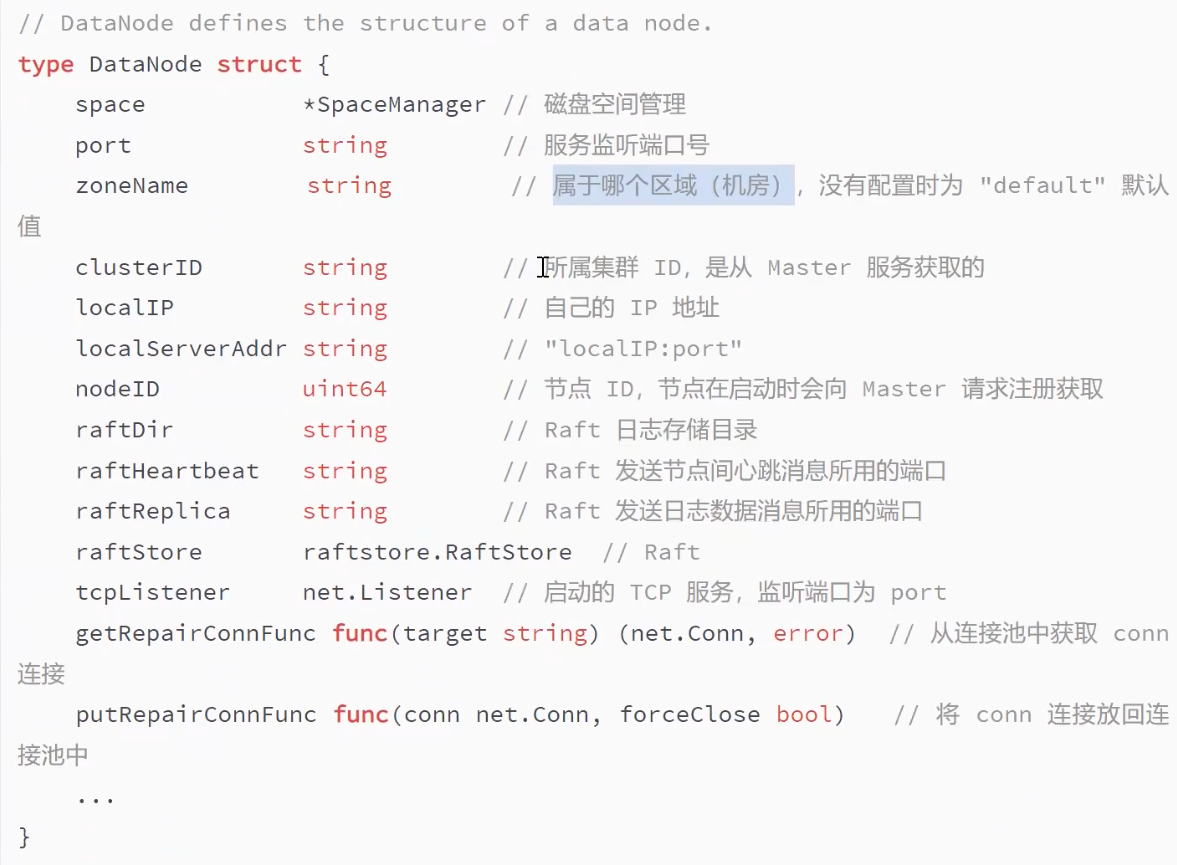 // DataNode defines the structure of a data node.
type DataNode struct {
    space           *SpaceManager // 磁盘空间管理
    port            string        // 服务监听端口号
    zoneName        string        // 属于哪个区域（机房），没有配置时为 "default" 默认
值
    clusterID       string        // 所属集群 ID，是从 Master 服务获取的
    localIP         string        // 自己的 IP 地址
    localServerAddr string        // "localIP:port"
    nodeID          uint64        // 节点 ID，节点在启动时会向 Master 请求注册获取
    raftDir         string        // Raft 日志存储目录
    raftHeartbeat   string        // Raft 发送节点间心跳消息所用的端口
    raftReplica     string        // Raft 发送日志数据消息所用的端口
    raftStore       raftstore.RaftStore  // Raft
    tcpListener     net.Listener  // 启动的 TCP 服务，监听端口为 port
    getRepairConnFunc func(target string) (net.Conn, error)  // 从连接池中获取 conn
连接
    putRepairConnFunc func(conn net.Conn, forceClose bool)   // 将 conn 连接放回连
接池中
    ...
}